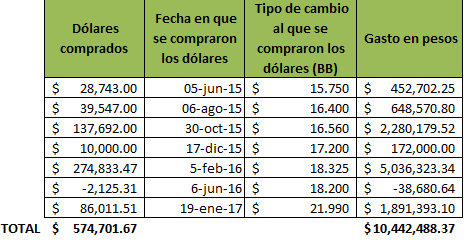 Dólares comprados
Fecha en que se compraron los dólares
Tipo de cambio al que se compraron los dólares (BB)
Gasto en pesos
$ 28,743.00 05-jun-15 $ 15.750 $ 452,702.25
$ 39,547.00 06-ago-15 $ 16.400 $ 648,570.80
$ 137,692.00 30-oct-15 $ 16.560 $ 2,280,179.52
$ 10,000.00 17-dic-15 $ 17.200 $ 172,000.00
$ 274,833.47 5-feb-16 $ 18.325 $ 5,036,323.34
$ -2,125.31 6-jun-16 $ 18.200 $ -38,680.64
$ 86,011.51 19-ene-17 $ 21.990 $ 1,891,393.10
TOTAL $ 574,701.67 $ 10,442,488.37